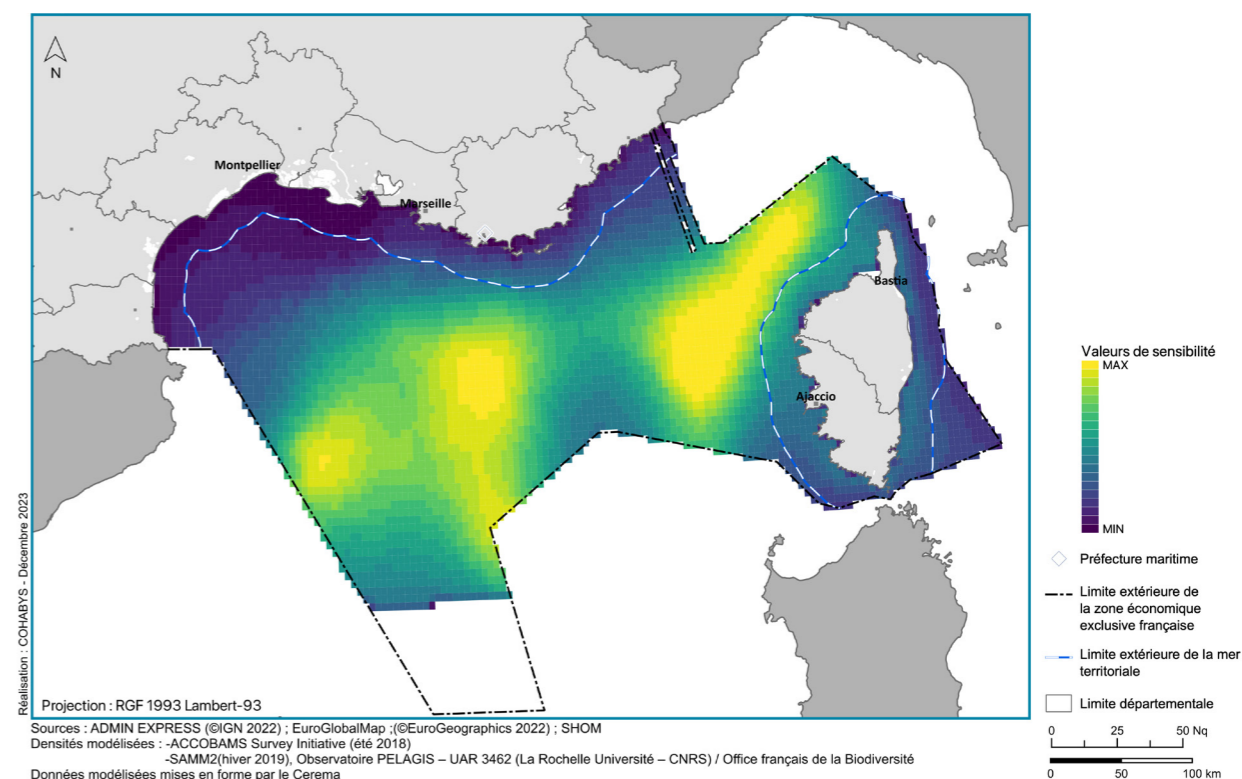 N
Montpellier
Marseille
Bastia
Ajaccio
Réalisation : COHABYS - Décembre 2023
Projection : RGF 1993 Lambert-93
Valeurs de sensibilité
MAX
MIN
Préfecture maritime
Limite extérieure de
la zone économique
exclusive française
Limite extérieure de la mer
territoriale
Limite départementale
0 25 50 Nq
0 50 100 km
Sources : ADMIN EXPRESS (©IGN 2022) ; EuroGlobalMap ;(©EuroGeographics 2022) ; SHOM
Densités modélisées : -ACCOBAMS Survey Initiative (été 2018)
-SAMM2(hiver 2019), Observatoire PELAGIS – UAR 3462 (La Rochelle Université – CNRS) / Office français de la Biodiversité
Données modélisées mises en forme par le Cerema